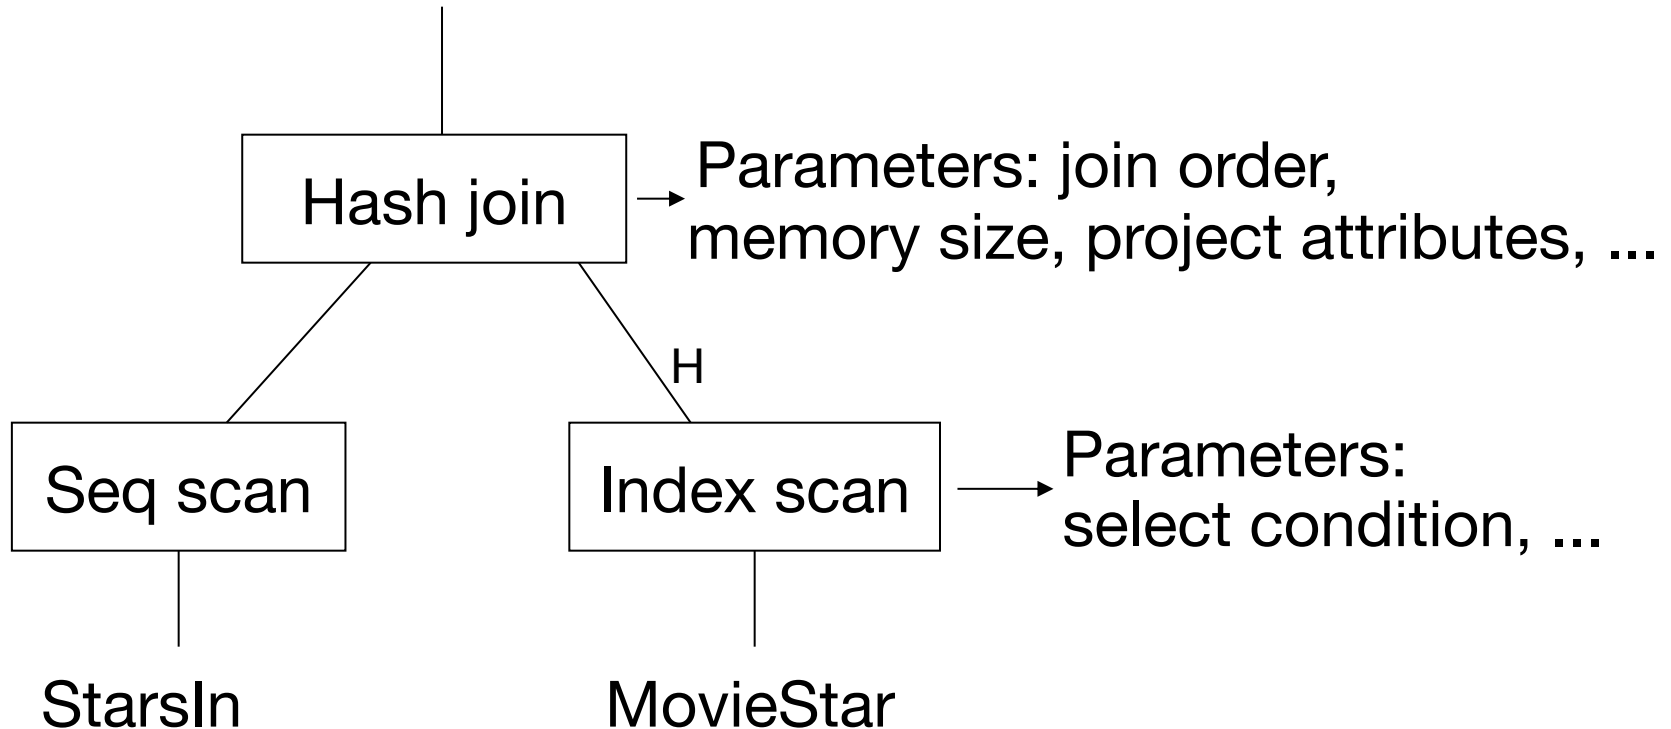 Hash join
Parameters: join order,
memory size, project attributes, ...
H
Seq scan
Index scan
Parameters:
select condition, ...
StarsIn
MovieStar